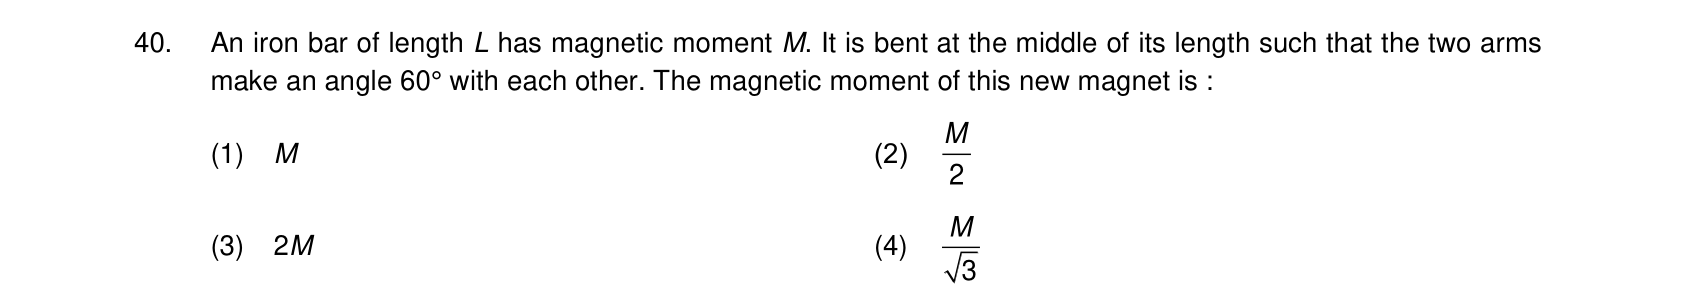 40. An iron bar of length L has magnetic moment M. It is bent at the middle of its length such that the two arms
make an angle 60° with each other. The magnetic moment of this new magnet is :
(1) M (2) M/2
(3) 2M (4) M/√3